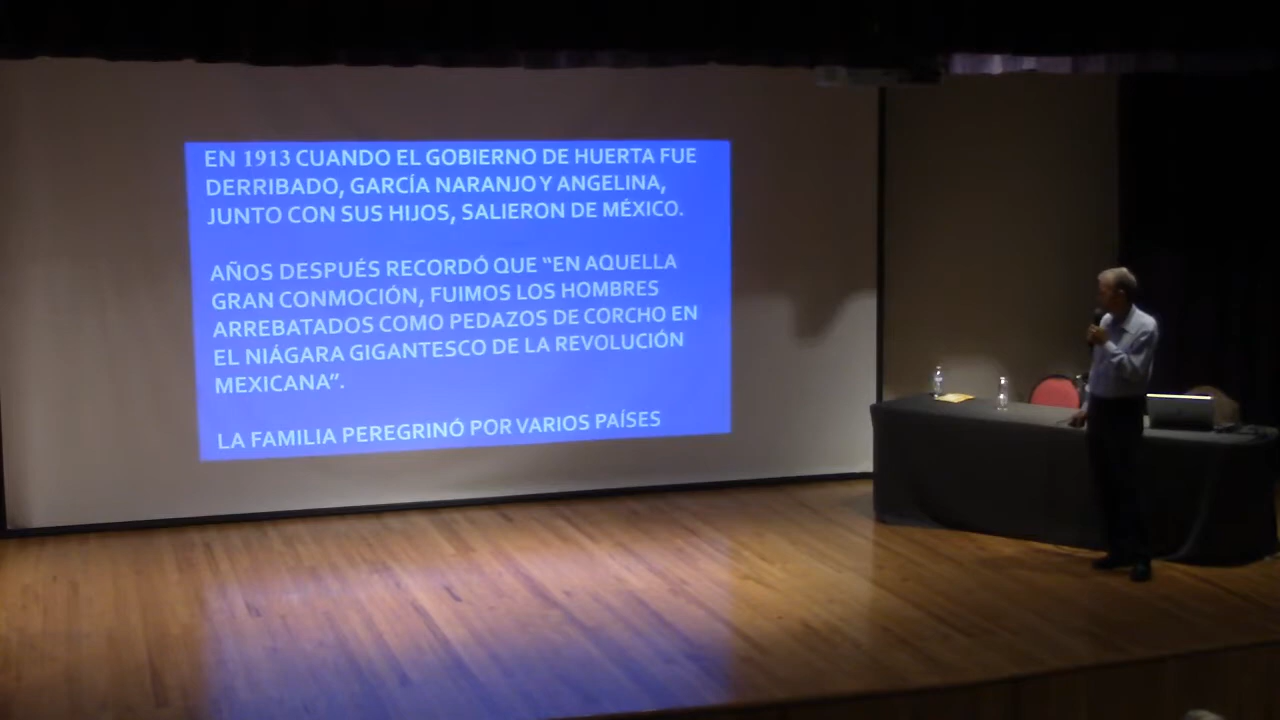 EN 1913 CUANDO EL GOBIERNO DE HUERTA FUE
DERRIBADO, GARCÍA NARANJO Y ANGELINA,
JUNTO CON SUS HIJOS, SALIERON DE MÉXICO.
AÑOS DESPUÉS RECORDÓ QUE “EN AQUELLA
GRAN CONMOCIÓN, FUIMOS LOS HOMBRES
ARREBATADOS COMO PEDAZOS DE CORCHO EN
EL NIÁGARA GIGANTESCO DE LA REVOLUCIÓN
MEXICANA”.
LA FAMILIA PEREGRINÓ POR VARIOS PAÍSES